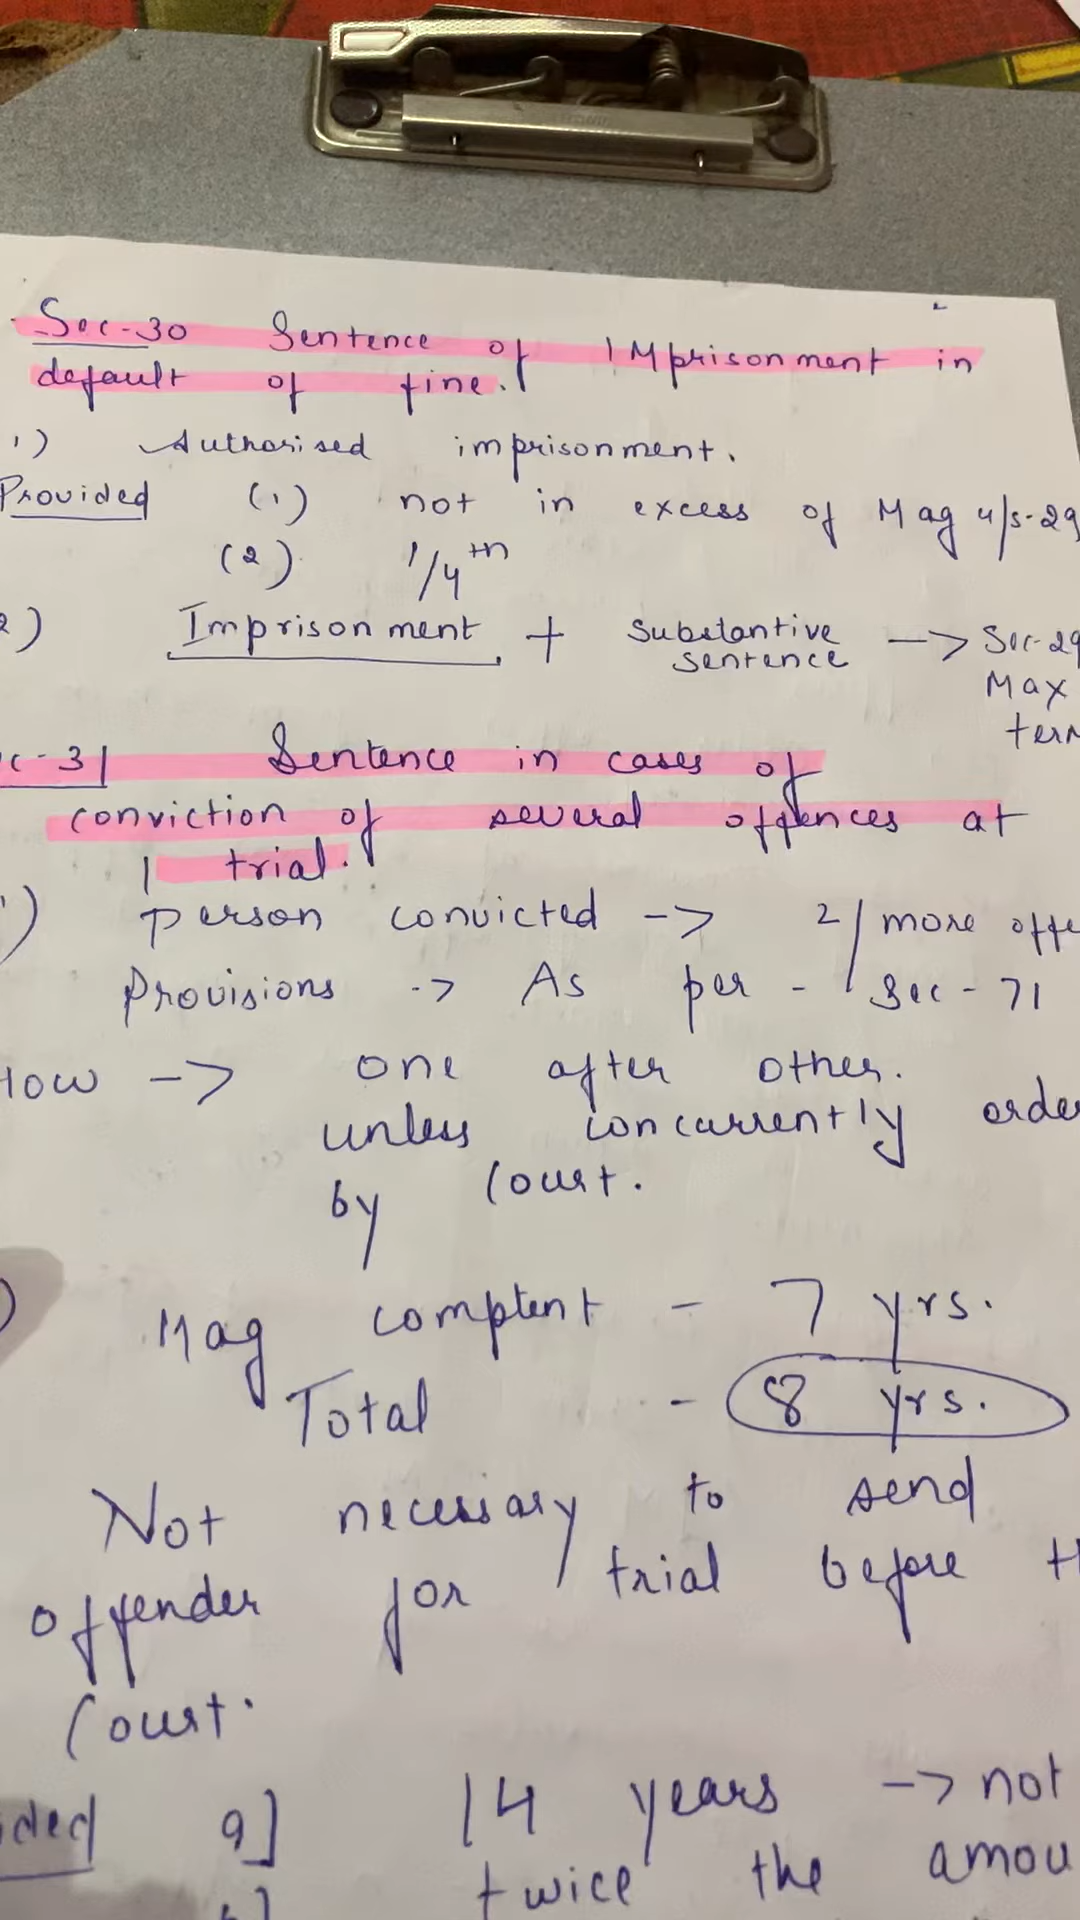 Sec-30 Sentence of IMprisonment in
default of fine.
1) Authorised imprisonment.
Provided (1) not in excess of Mag u/s-29
(2) 1/4th
2) Imprisonment + Substantive sentence -> Sec-29
Max
term
c-31 Sentence in cases of
conviction of several offences at
1 trial.
1) person convicted -> 2/more offe
Provisions -> As per - Sec-71
How -> one after other.
unless concurrently orde
by Court.
) Mag comptent - 7 yrs.
Total - 8 yrs.
Not necessary to send
offender for trial before th
Court.
ided a] 14 years -> not
b] twice the amou